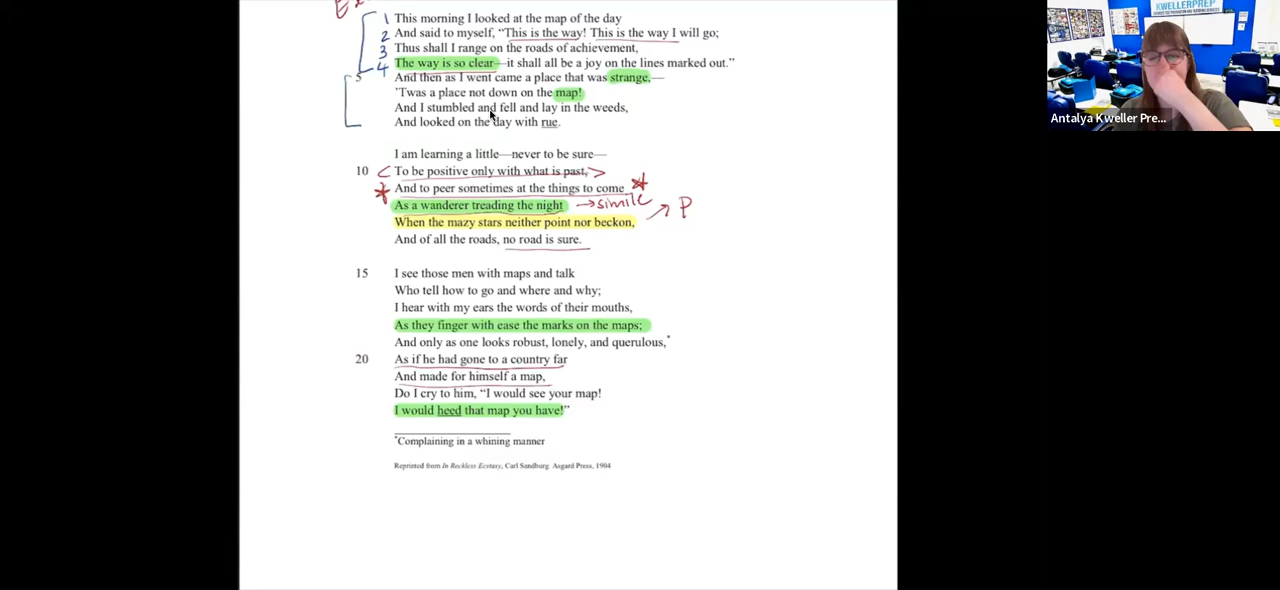 KWELLERPREP
Antalya Kweller Pre...
1 This morning I looked at the map of the day
2 And said to myself, “This is the way! This is the way I will go;
3 Thus shall I range on the roads of achievement,
4 The way is so clear—it shall all be a joy on the lines marked out.”
5 And then as I went came a place that was strange,—
’Twas a place not down on the map!
And I stumbled and fell and lay in the weeds,
And looked on the day with rue.
I am learning a little—never to be sure—
10 To be positive only with what is past,
And to peer sometimes at the things to come
As a wanderer treading the night → simile
When the mazy stars neither point nor beckon, → P
And of all the roads, no road is sure.
15 I see those men with maps and talk
Who tell how to go and where and why;
I hear with my ears the words of their mouths,
As they finger with ease the marks on the maps;
And only as one looks robust, lonely, and querulous,*
20 As if he had gone to a country far
And made for himself a map,
Do I cry to him, “I would see your map!
I would heed that map you have!”
*Complaining in a whining manner
Reprinted from In Reckless Ecstasy, Carl Sandburg. Asgard Press, 1904